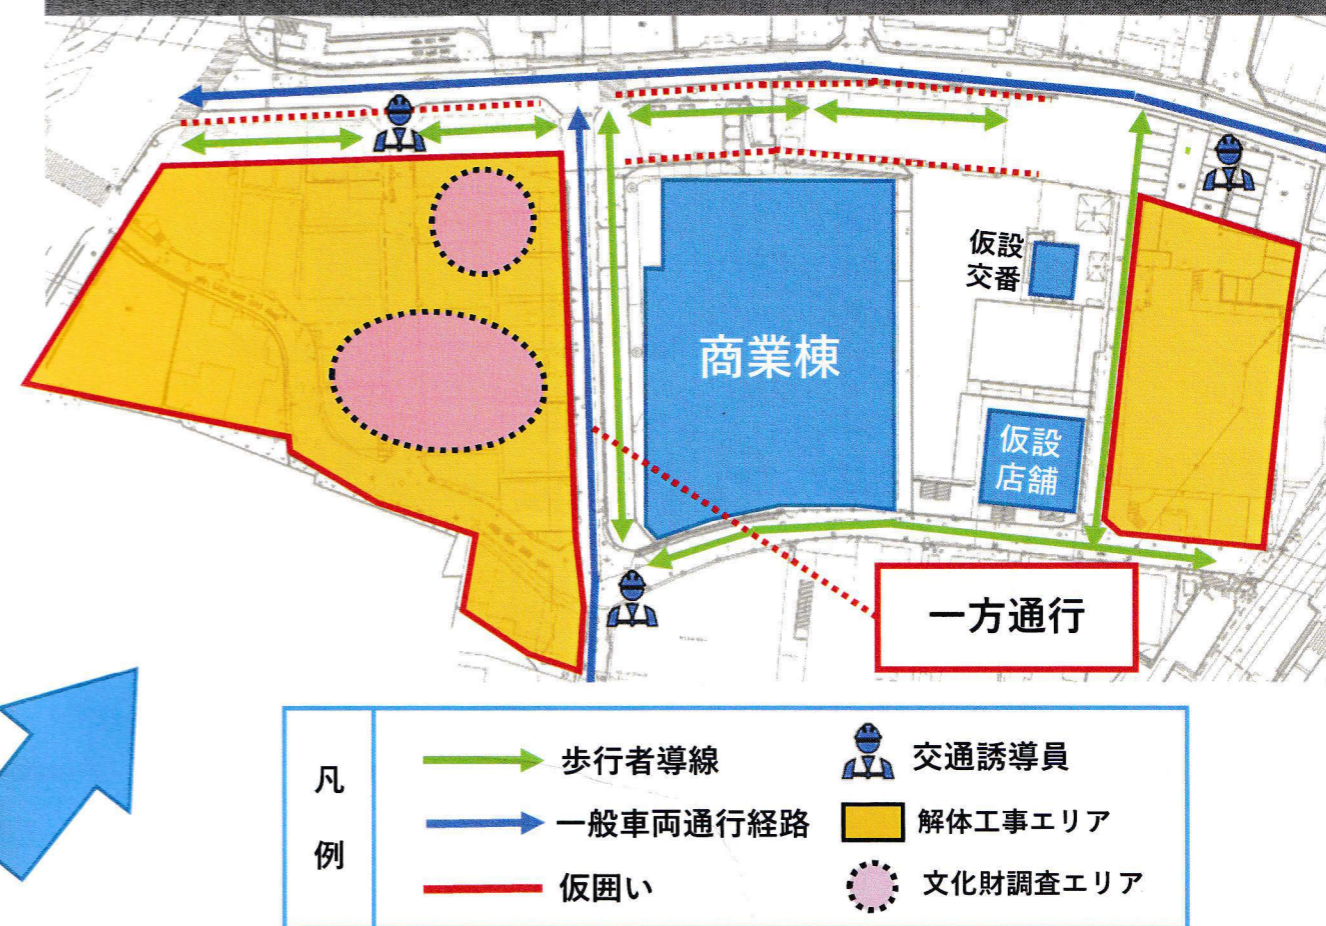 仮設
交番
商業棟
仮設
店舗
一方通行
凡
例
歩行者導線
交通誘導員
一般車両通行経路
解体工事エリア
仮囲い
文化財調査エリア